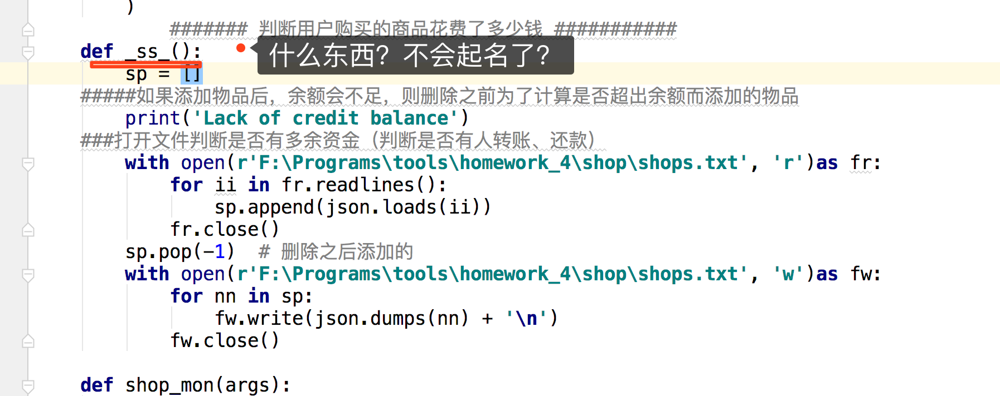 )
####### 判断用户购买的商品花费了多少钱 ###########
def _ss_():
什么东西？不会起名了？
sp = []
#####如果添加物品后，余额会不足，则删除之前为了计算是否超出余额而添加的物品
print('Lack of credit balance')
###打开文件判断是否有多余资金（判断是否有人转账、还款）
with open(r'F:\Programs\tools\homework_4\shop\shops.txt', 'r')as fr:
for ii in fr.readlines():
sp.append(json.loads(ii))
fr.close()
sp.pop(-1)  # 删除之后添加的
with open(r'F:\Programs\tools\homework_4\shop\shops.txt', 'w')as fw:
for nn in sp:
fw.write(json.dumps(nn) + '\n')
fw.close()
def shop_mon(args):